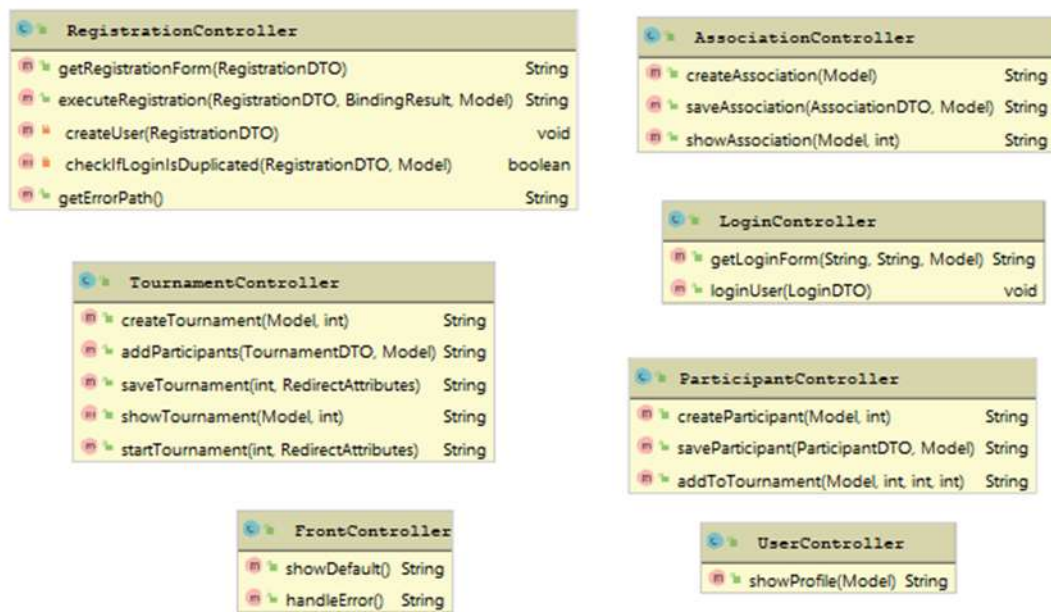 RegistrationController
getRegistrationForm(RegistrationDTO) String
executeRegistration(RegistrationDTO, BindingResult, Model) String
createUser(RegistrationDTO) void
checkIfLoginIsDuplicated(RegistrationDTO, Model) boolean
getErrorPath() String
AssociationController
createAssociation(Model) String
saveAssociation(AssociationDTO, Model) String
showAssociation(Model, int) String
LoginController
getLoginForm(String, String, Model) String
loginUser(LoginDTO) void
TournamentController
createTournament(Model, int) String
addParticipants(TournamentDTO, Model) String
saveTournament(int, RedirectAttributes) String
showTournament(Model, int) String
startTournament(int, RedirectAttributes) String
ParticipantController
createParticipant(Model, int) String
saveParticipant(ParticipantDTO, Model) String
addToTournament(Model, int, int, int) String
FrontController
showDefault() String
handleError() String
UserController
showProfile(Model) String